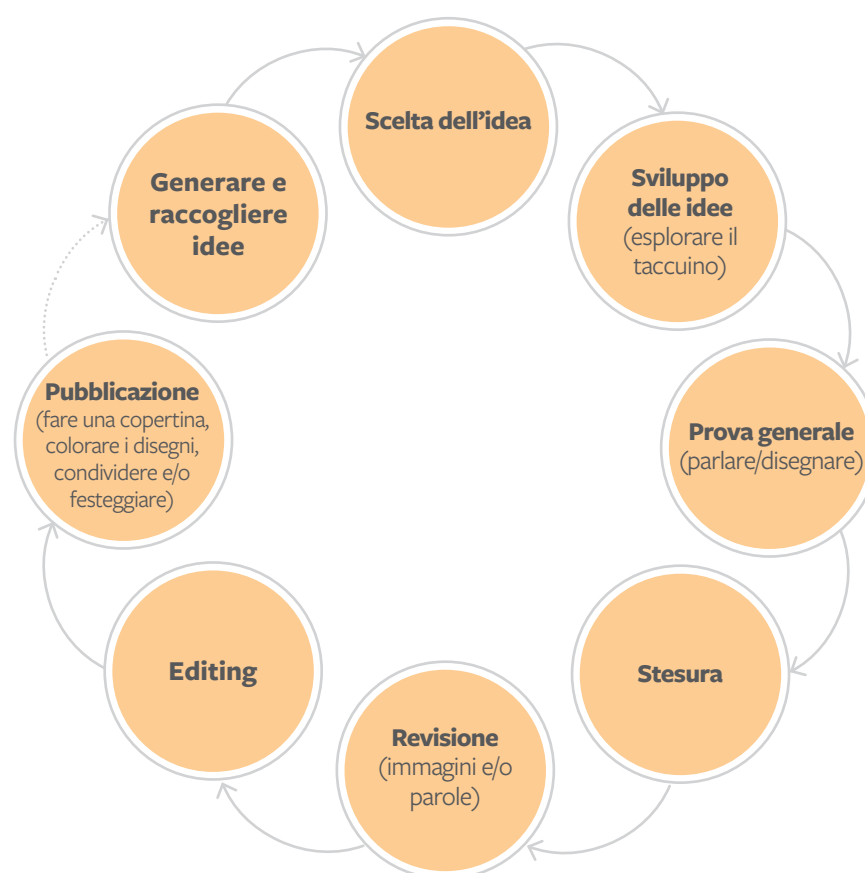 Generare e
raccogliere
idee
Scelta dell’idea
Sviluppo
delle idee
(esplorare il
taccuino)
Prova generale
(parlare/disegnare)
Stesura
Revisione
(immagini e/o
parole)
Editing
Pubblicazione
(fare una copertina,
colorare i disegni,
condividere e/o
festeggiare)